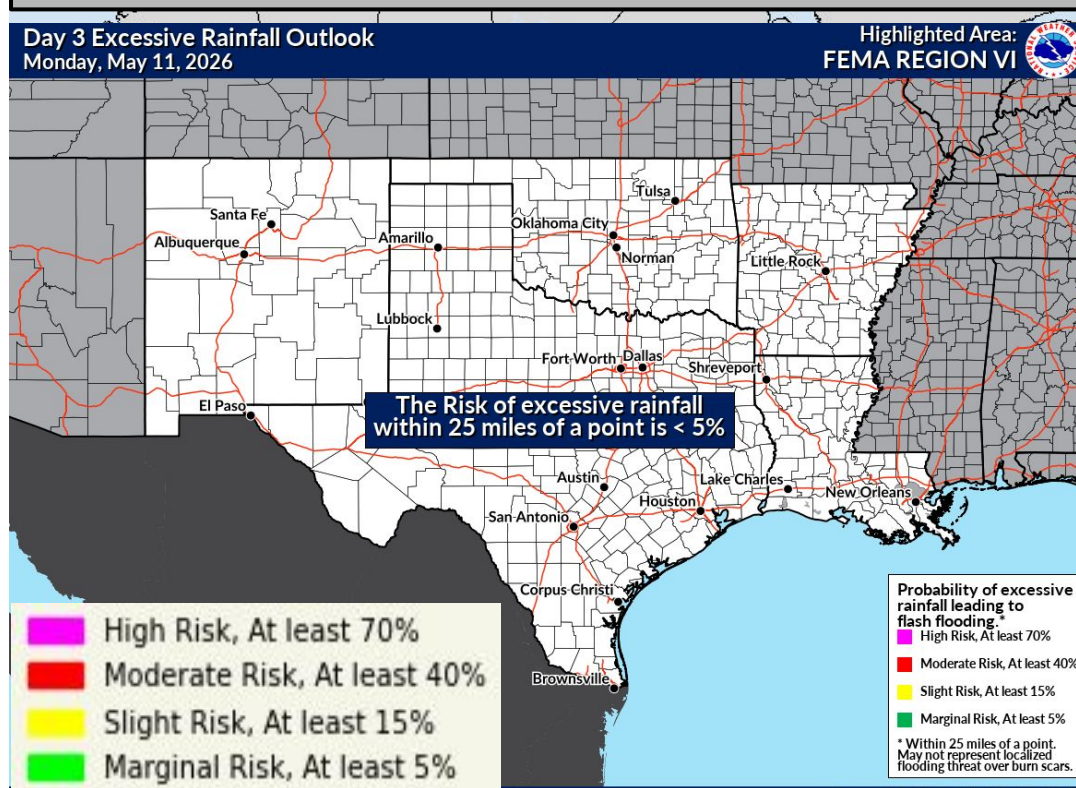 Day 3 Excessive Rainfall Outlook
Monday, May 11, 2026
Highlighted Area:
FEMA REGION VI
NATIONAL WEATHER SERVICE
Tulsa
Santa Fe
Oklahoma City
Albuquerque
Amarillo
Norman
Little Rock
Lubbock
Fort Worth
Dallas
Shreveport
El Paso
The Risk of excessive rainfall
within 25 miles of a point is < 5%
Austin
Lake Charles
Houston
New Orleans
San Antonio
Corpus Christi
Brownsville
High Risk, At least 70%
Moderate Risk, At least 40%
Slight Risk, At least 15%
Marginal Risk, At least 5%
Probability of excessive
rainfall leading to
flash flooding.*
High Risk, At least 70%
Moderate Risk, At least 40%
Slight Risk, At least 15%
Marginal Risk, At least 5%
* Within 25 miles of a point.
May not represent localized
flooding threat over burn scars.